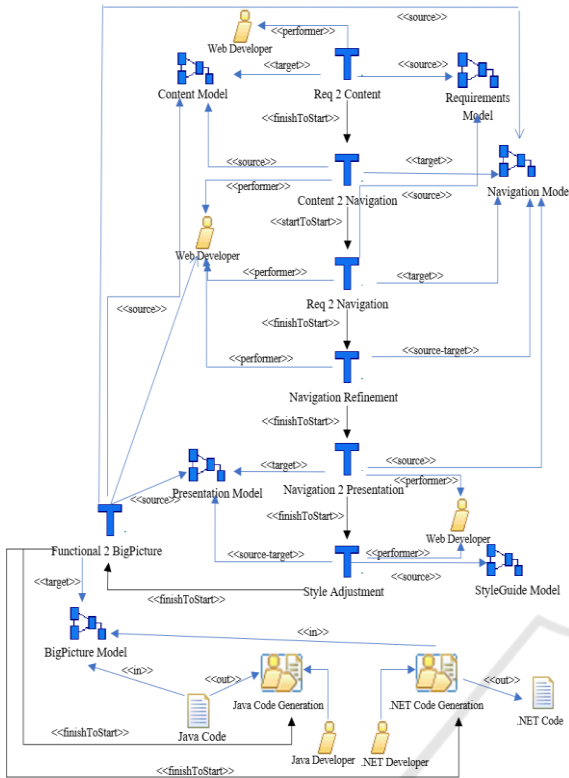 <<source>>
<<performer>>
Web Developer
<<target>>
<<source>>
Content Model
Req 2 Content
Requirements
Model
<<finishToStart>>
<<source>>
<<target>>
<<performer>>
<<source>>
Content 2 Navigation
Navigation Mode
<<startToStart>>
Web Developer
<<performer>>
<<target>>
Req 2 Navigation
<<source>>
<<finishToStart>>
<<performer>>
<<source-target>>
Navigation Refinement
<<finishToStart>>
<<target>>
<<source>>
<<source>>
Presentation Model
Navigation 2 Presentation
<<performer>>
<<finishToStart>>
Web Developer
Functional 2 BigPicture
<<source-target>>
<<performer>>
<<source>>
<<target>>
<<finishToStart>>
Style Adjustment
StyleGuide Model
BigPicture Model
<<in>>
<<in>>
<<out>>
<<out>>
Java Code Generation
.NET Code Generation
Java Code
.NET Code
<<finishToStart>>
Java Developer
.NET Developer
<<finishToStart>>